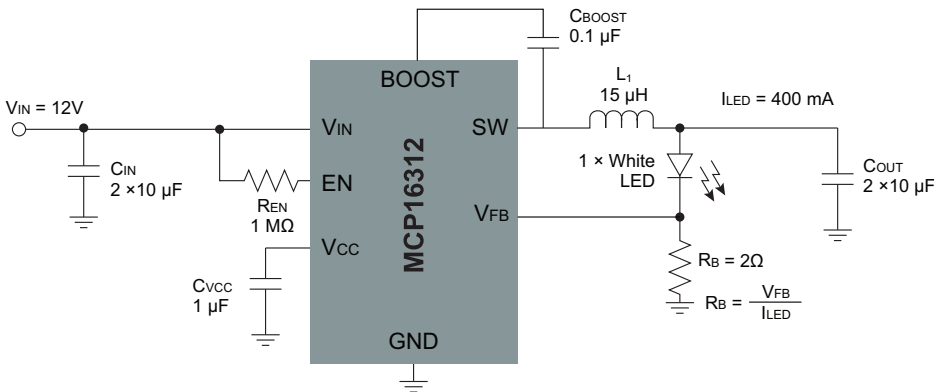 CBOOST
0.1 µF
BOOST
L1
15 µH
ILED = 400 mA
VIN = 12V
VIN
SW
CIN
2 ×10 µF
EN
REN
1 MΩ
MCP16312
1 × White
LED
COUT
2 ×10 µF
VFB
VCC
CVCC
1 µF
RB = 2Ω
RB = VFB
ILED
GND